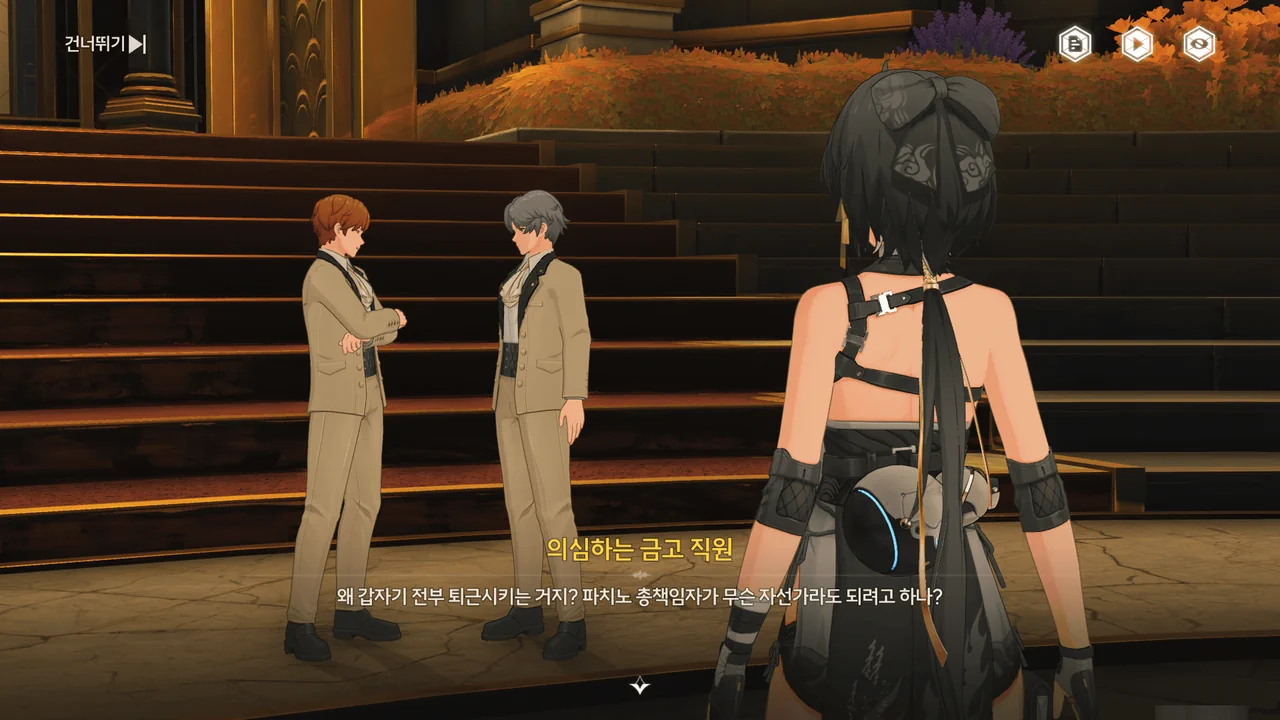 건너뛰기
의심하는 금고 직원
왜 갑자기 전부 퇴근시키는 거지? 파치노 총책임자가 무슨 자선가라도 되려고 하나?